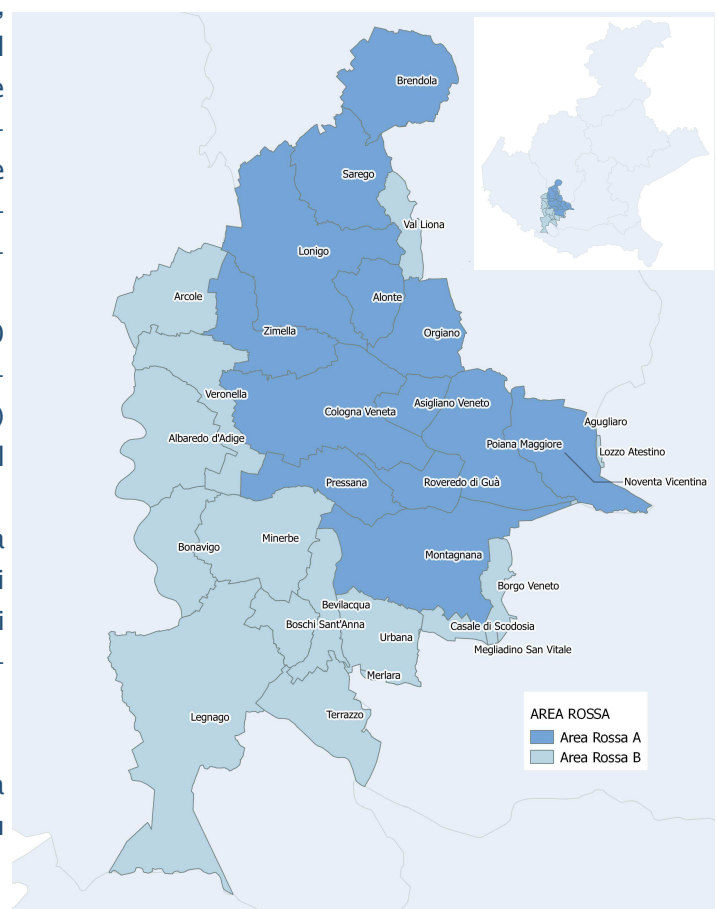 Brendola
Sarego
Val Liona
Lonigo
Arcole
Alonte
Zimella
Orgiano
Veronella
Asigliano Veneto
Cologna Veneta
Agugliaro
Albaredo d'Adige
Poiana Maggiore
Lozzo Atestino
Pressana
Roveredo di Guà
Noventa Vicentina
Minerbe
Bonavigo
Montagnana
Borgo Veneto
Bevilacqua
Boschi Sant'Anna
Casale di Scodosia
Urbana
Megliadino San Vitale
Merlara
Legnago
Terrazzo
AREA ROSSA
Area Rossa A
Area Rossa B